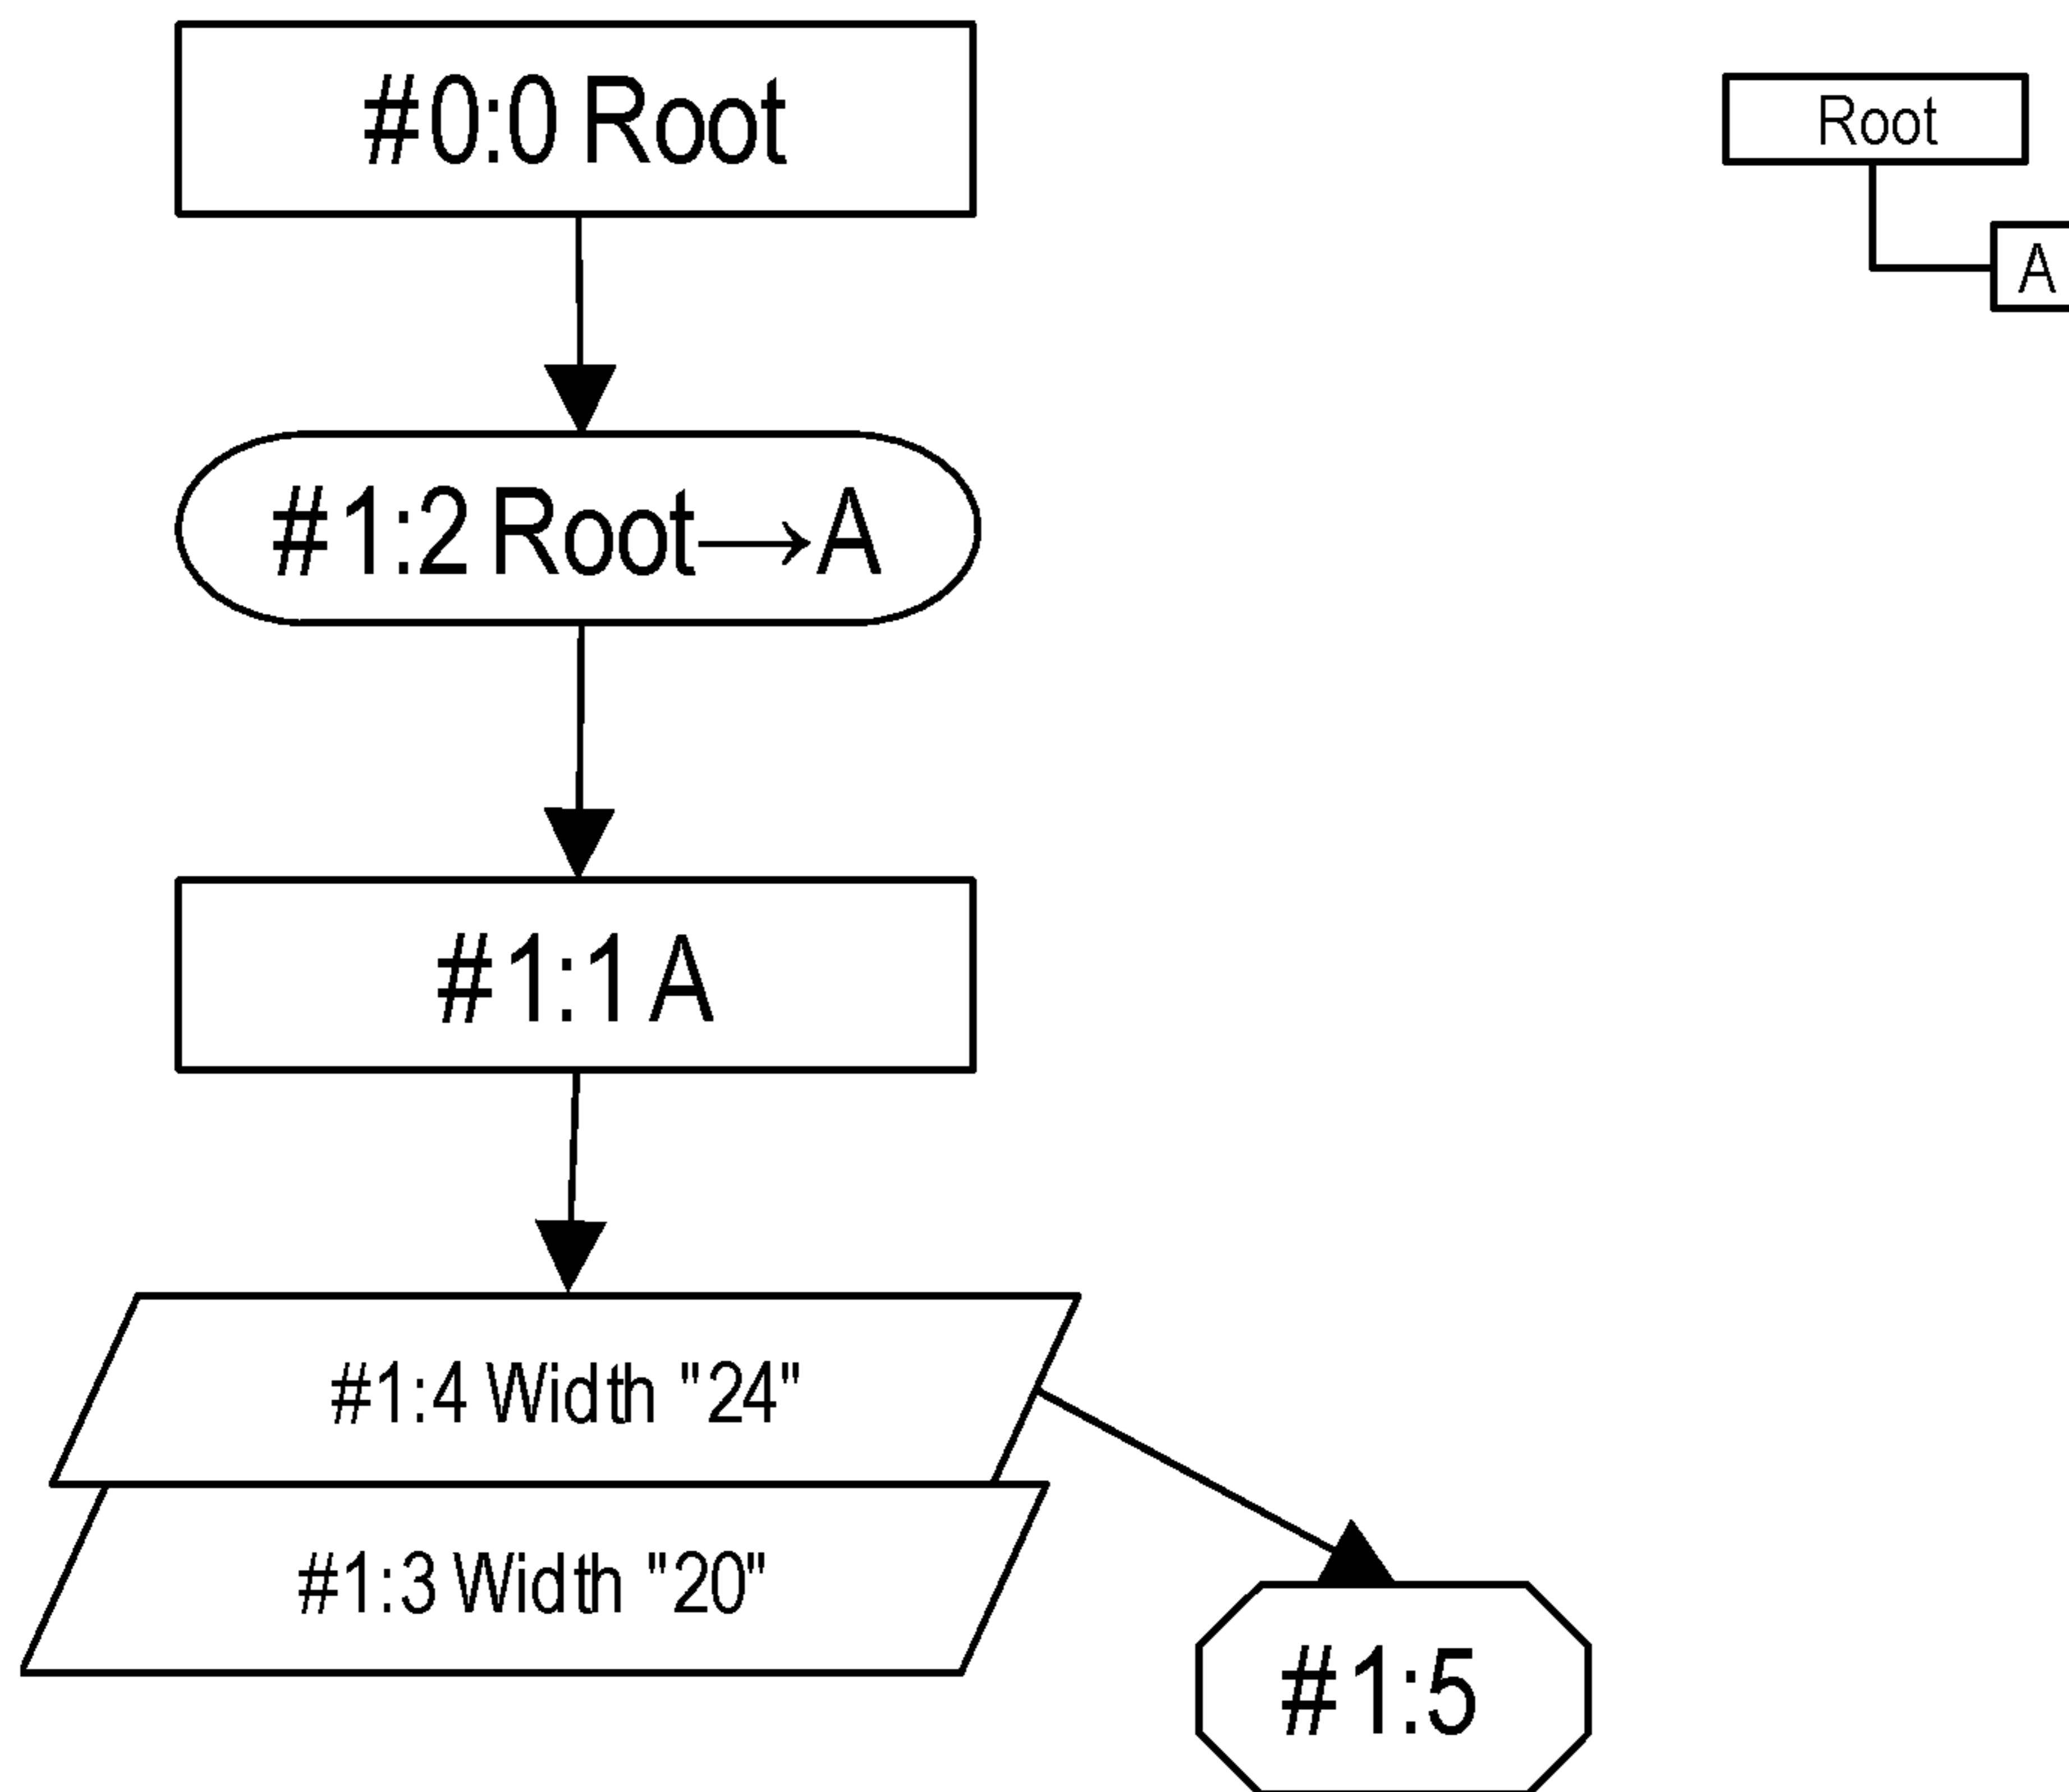 #0:0 Root
Root
A
#1:2 Root→A
#1:1 A
#1:4 Width "24"
#1:3 Width "20"
#1:5